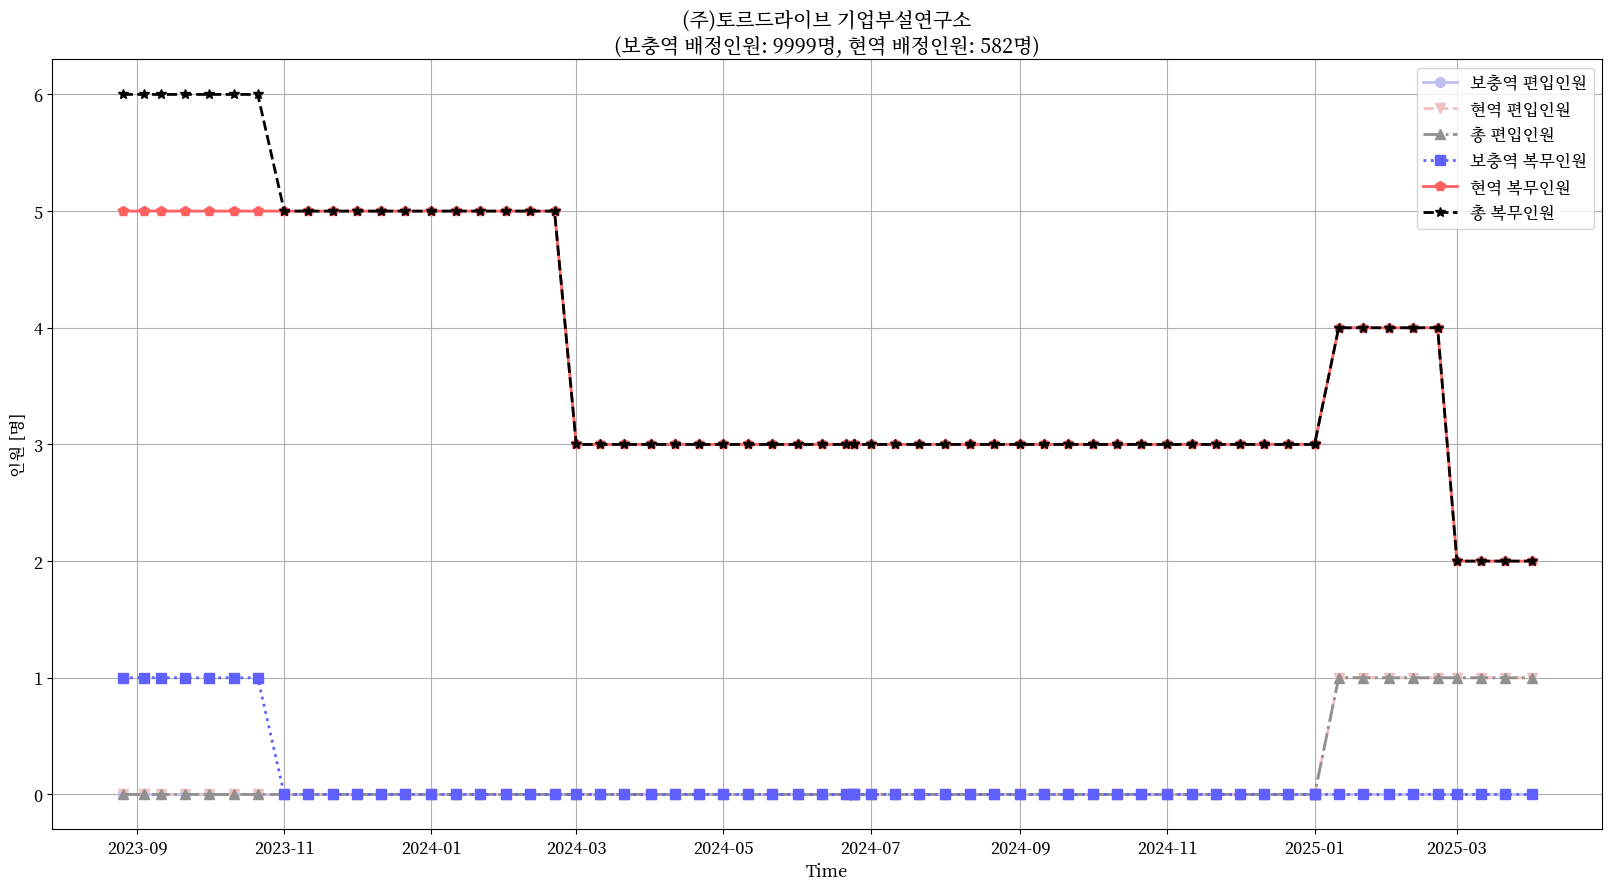 (주)토르드라이브 기업부설연구소
(보충역 배정인원: 9999명, 현역 배정인원: 582명)
보충역 편입인원
현역 편입인원
총 편입인원
보충역 복무인원
현역 복무인원
총 복무인원
인원 [명]
6
5
4
3
2
1
0
2023-09 2023-11 2024-01 2024-03 2024-05 2024-07 2024-09 2024-11 2025-01 2025-03
Time